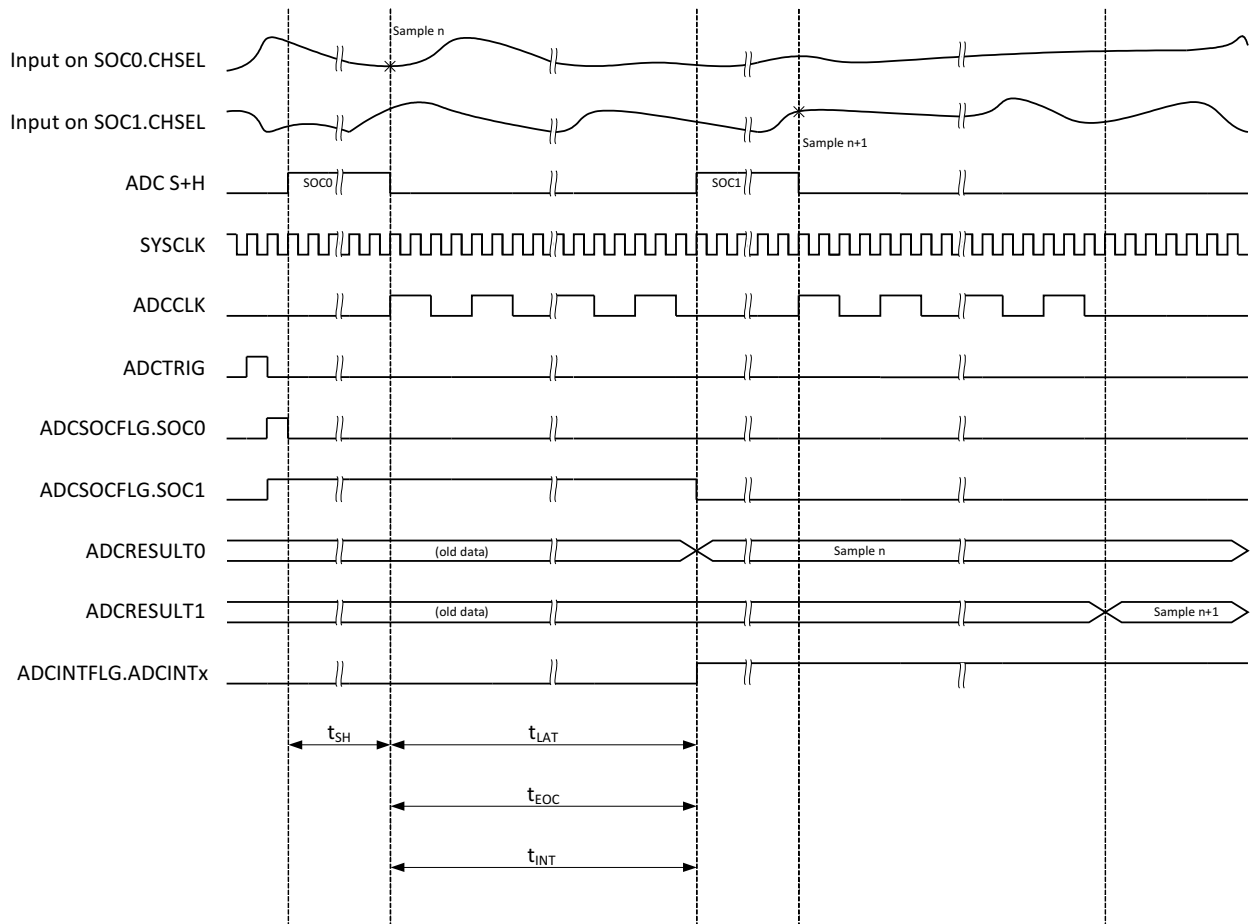 Sample n
Input on SOC0.CHSEL
Input on SOC1.CHSEL
Sample n+1
ADC S+H
SOC0
SOC1
SYSCLK
ADCCLK
ADCTRIG
ADCSOCFLG.SOC0
ADCSOCFLG.SOC1
ADCRESULT0
(old data)
Sample n
ADCRESULT1
(old data)
Sample n+1
ADCINTFLG.ADCINTx
tSH
tLAT
tEOC
tINT